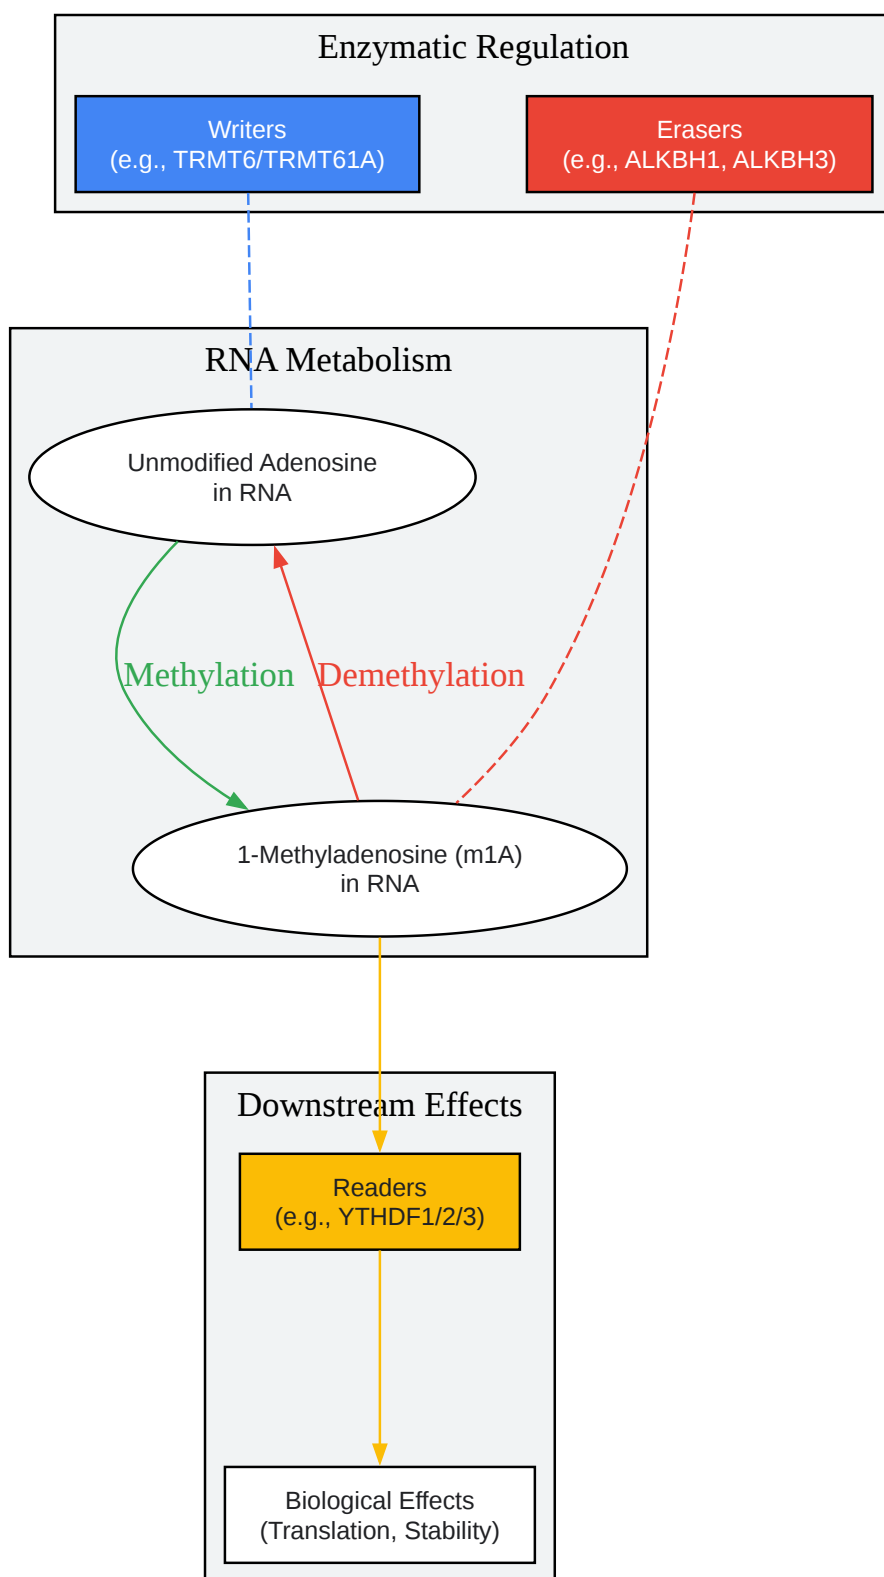 Enzymatic Regulation
Writers
(e.g., TRMT6/TRMT61A)
Erasers
(e.g., ALKBH1, ALKBH3)
RNA Metabolism
Unmodified Adenosine
in RNA
Methylation
Demethylation
1-Methyladenosine (m1A)
in RNA
Downstream Effects
Readers
(e.g., YTHDF1/2/3)
Biological Effects
(Translation, Stability)